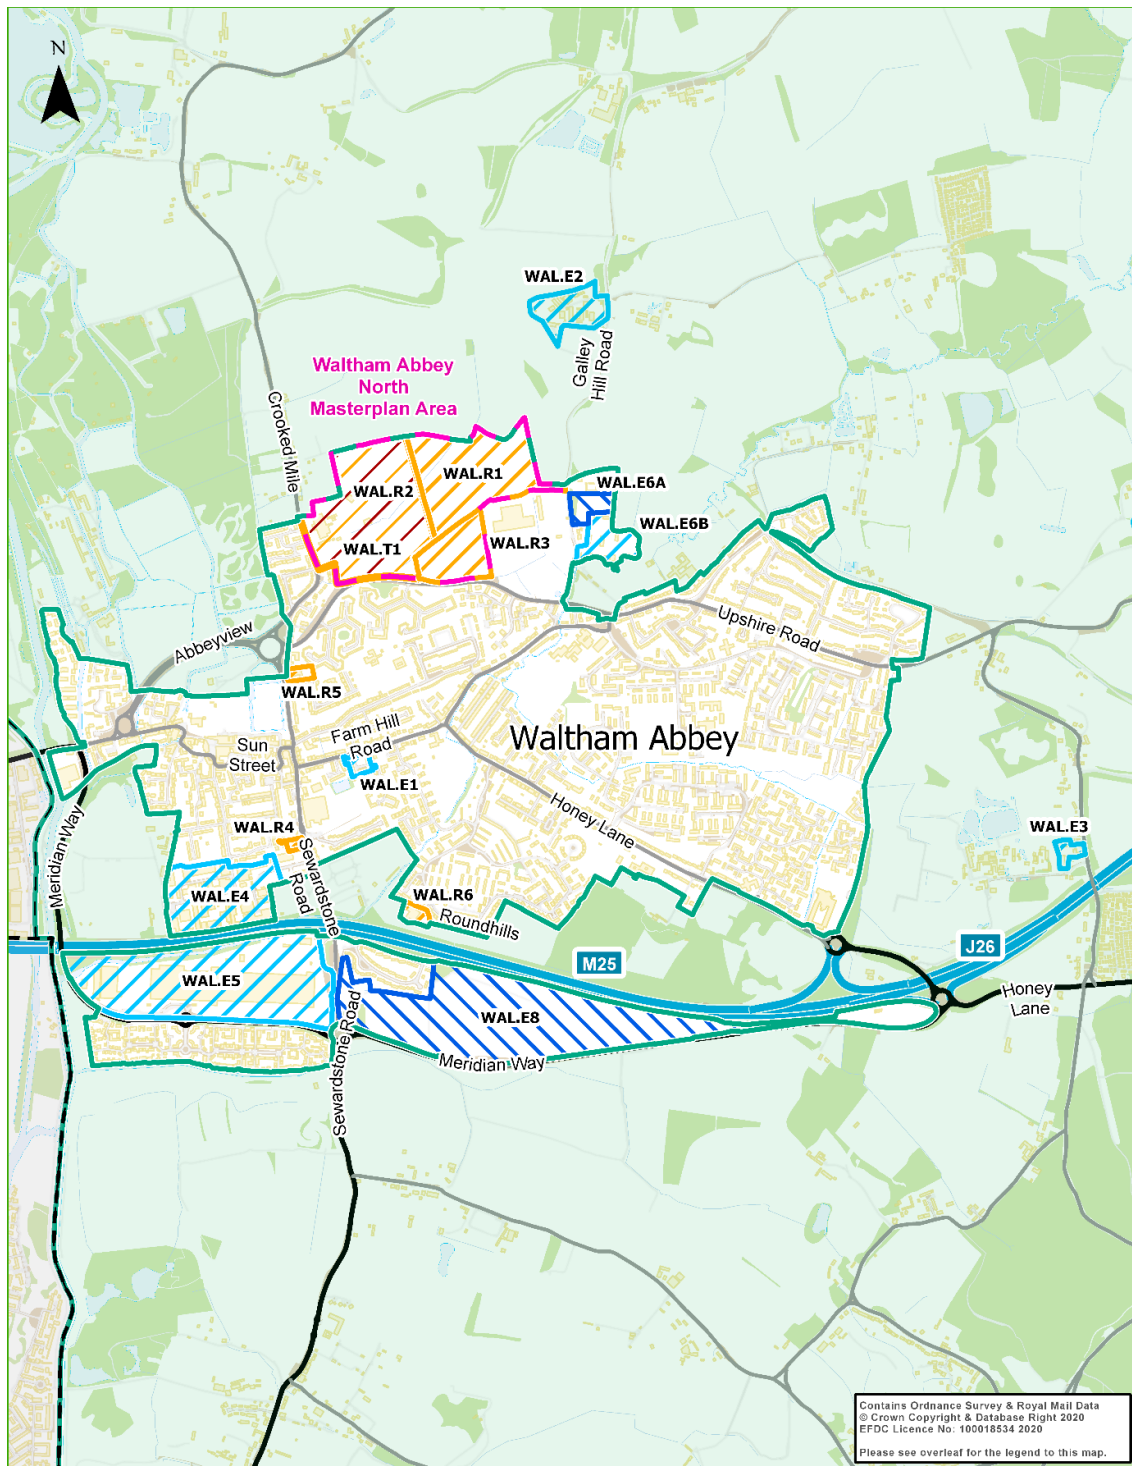 N
WAL.E2
Galley
Hill Road
Waltham Abbey
North
Masterplan Area
Crooked Mile
WAL.R1
WAL.R2
WAL.E6A
WAL.E6B
WAL.R3
WAL.T1
Upshire Road
Abbeyview
WAL.R5
Farm Hill
Road
Sun
Street
Waltham Abbey
WAL.E1
Honey Lane
Meridian Way
WAL.R4
WAL.E3
Sewardstone
Road
WAL.E4
WAL.R6
Roundhills
M25
J26
WAL.E5
WAL.E8
Honey
Lane
Sewardstone Road
Meridian Way
Contains Ordnance Survey & Royal Mail Data
© Crown Copyright & Database Right 2020
EFDC Licence No: 100018534 2020
Please see overleaf for the legend to this map.